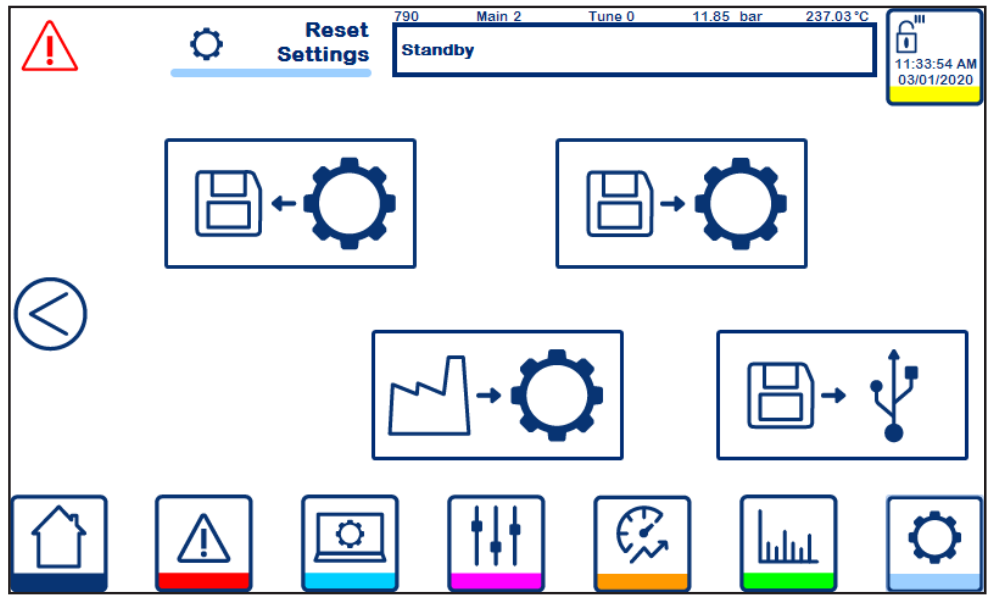 790 Main 2 Tune 0 11.85 bar 237.03 °C
Reset
Settings
Standby
11:33:54 AM
03/01/2020